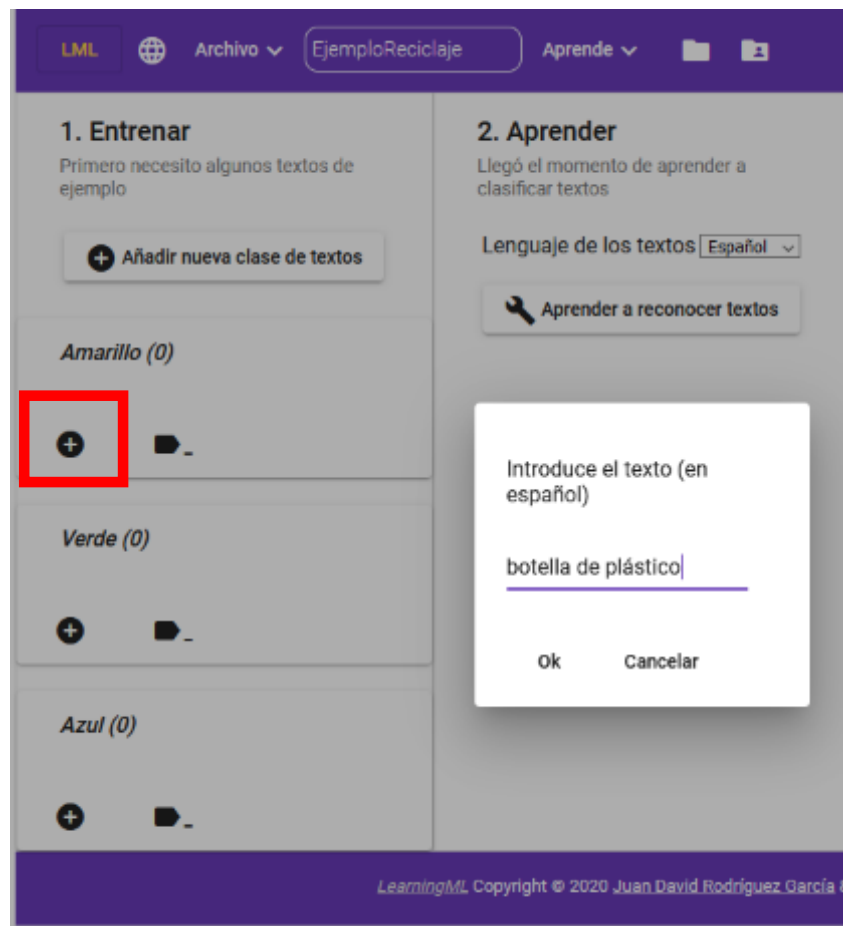 LML Archivo EjemploReciclaje Aprende
1. Entrenar
Primero necesito algunos textos de
ejemplo
Añadir nueva clase de textos
Amarillo (0)
Verde (0)
Azul (0)
2. Aprender
Llegó el momento de aprender a
clasificar textos
Lenguaje de los textos Español
Aprender a reconocer textos
Introduce el texto (en
español)
botella de plástico
Ok Cancelar
LearningML Copyright © 2020 Juan David Rodríguez García